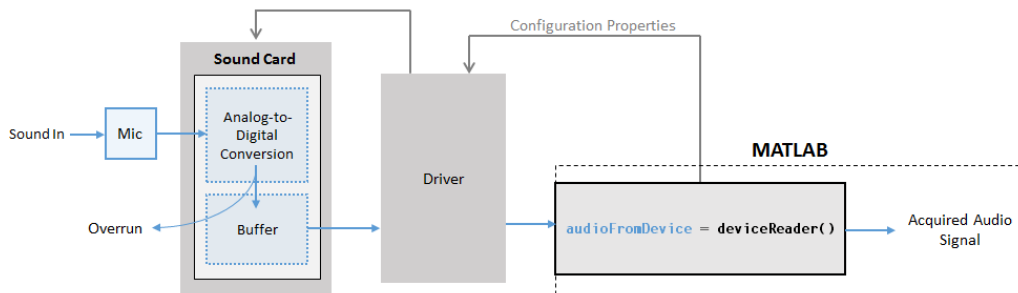 Configuration Properties
Sound Card
Sound In
Mic
Analog-to-
Digital
Conversion
Overrun
Buffer
Driver
MATLAB
audioFromDevice = deviceReader()
Acquired Audio
Signal